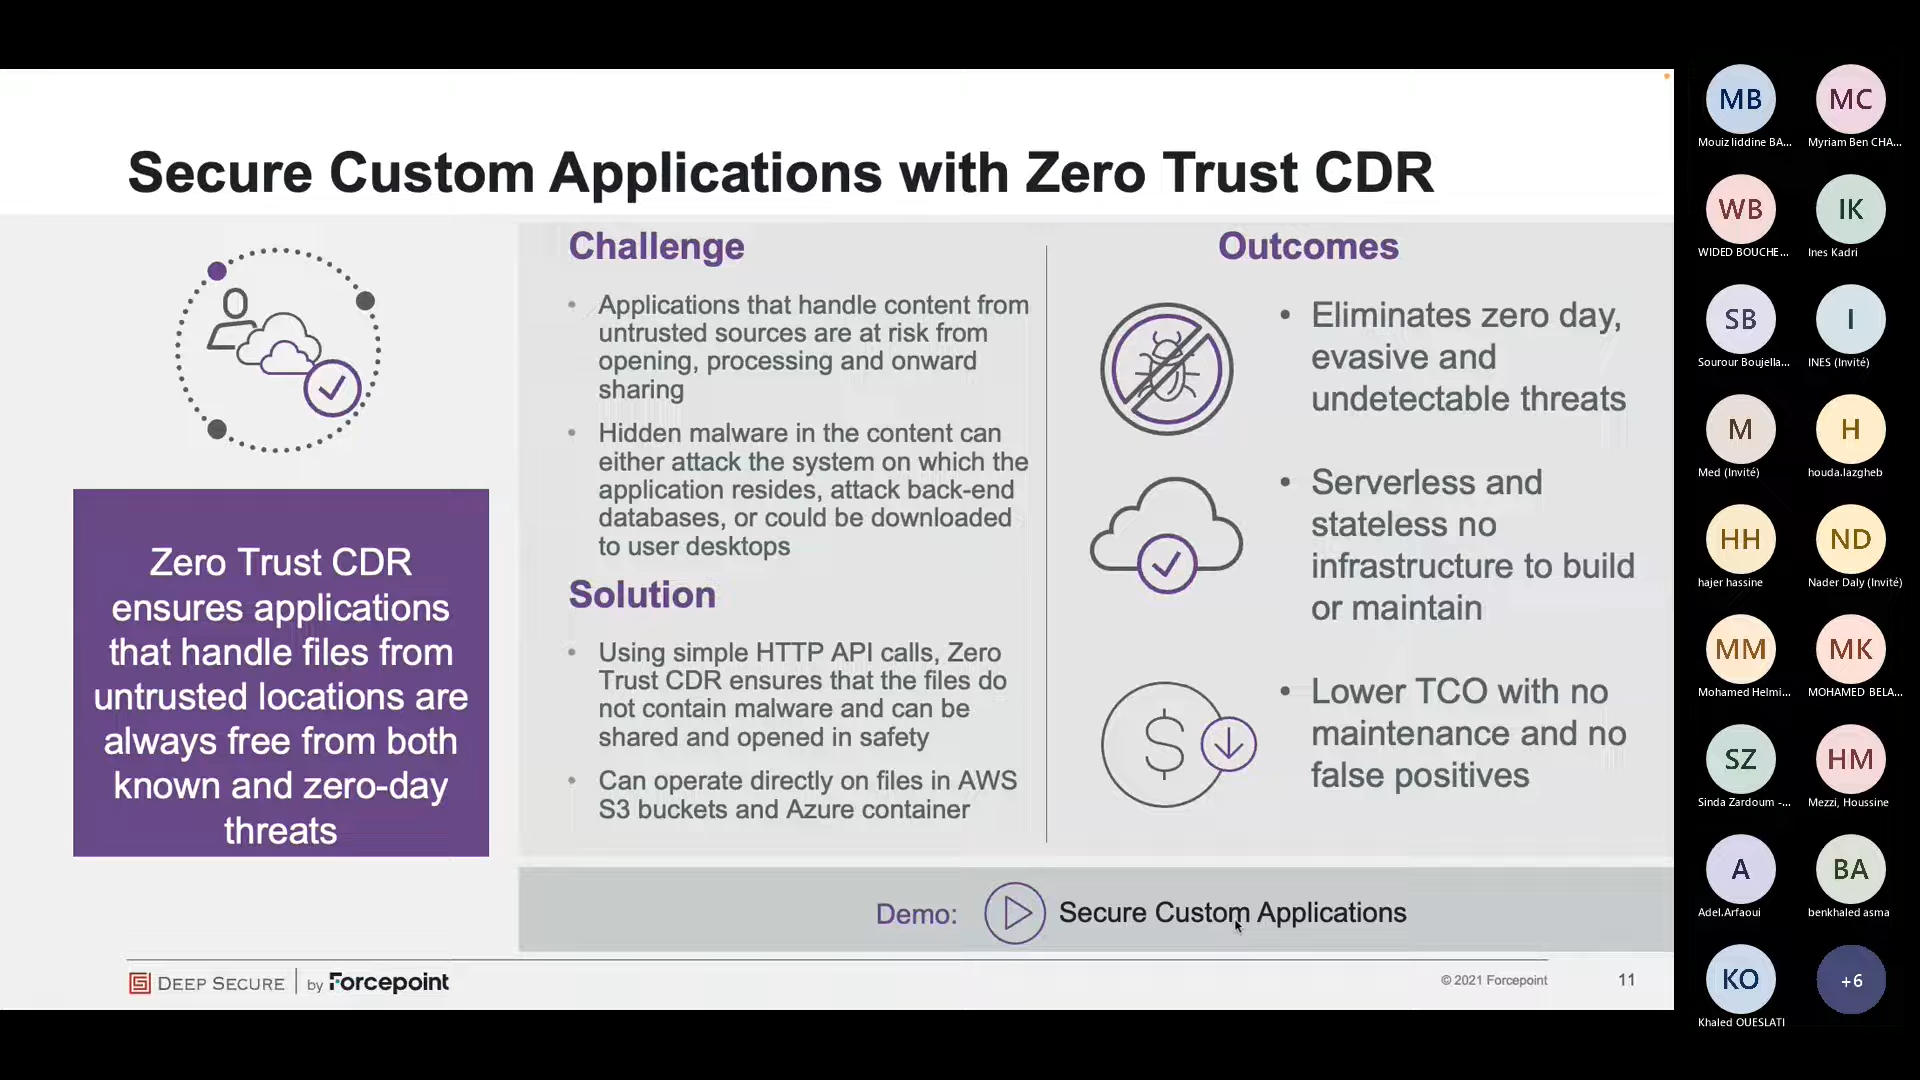 Secure Custom Applications with Zero Trust CDR
Zero Trust CDR
ensures applications
that handle files from
untrusted locations are
always free from both
known and zero-day
threats
Challenge
• Applications that handle content from
untrusted sources are at risk from
opening, processing and onward
sharing
• Hidden malware in the content can
either attack the system on which the
application resides, attack back-end
databases, or could be downloaded
to user desktops
Solution
• Using simple HTTP API calls, Zero
Trust CDR ensures that the files do
not contain malware and can be
shared and opened in safety
• Can operate directly on files in AWS
S3 buckets and Azure container
Outcomes
• Eliminates zero day,
evasive and
undetectable threats
• Serverless and
stateless no
infrastructure to build
or maintain
$
• Lower TCO with no
maintenance and no
false positives
Demo: Secure Custom Applications
DEEP SECURE | by Forcepoint
© 2021 Forcepoint 11
MB MC
Mouiz liddine BA... Myriam Ben CHA...
WB IK
WIDED BOUCHE... Ines Kadri
SB I
Sourour Boujella... INES (Invité)
M H
Med (Invité) houda.lazgheb
HH ND
hajer hassine Nader Daly (Invité)
MM MK
Mohamed Helmi... MOHAMED BELA...
SZ HM
Sinda Zardoum -... Mezzi, Houssine
A BA
Adel.Arfaoui benkhaled asma
KO +6
Khaled OUESLATI